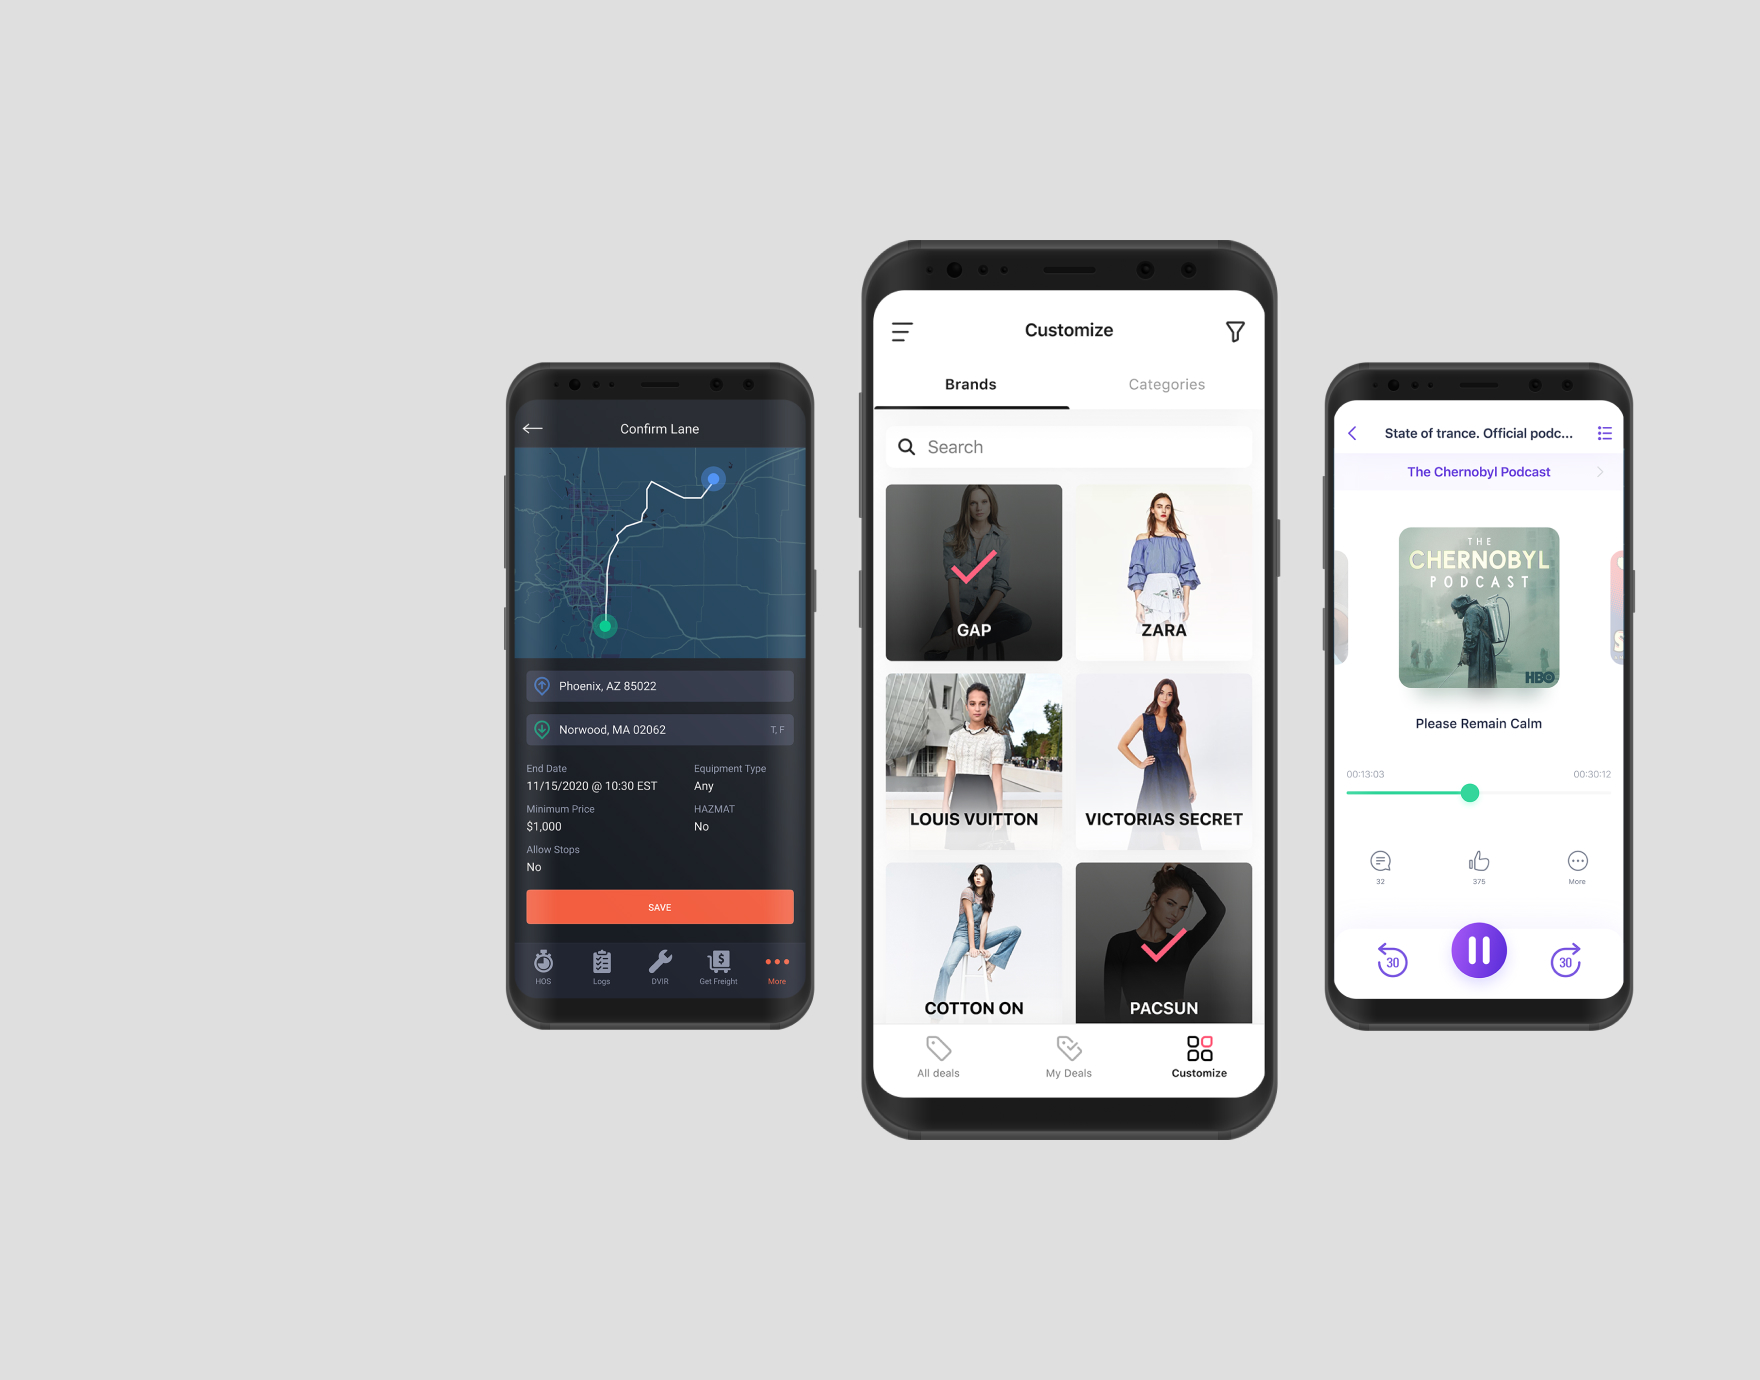 Confirm Lane
Phoenix, AZ 85022
Norwood, MA 02062 T, F
End Date Equipment Type
11/15/2020 @ 10:30 EST Any
Minimum Price HAZMAT
$1,000 No
Allow Stops
No
SAVE
HOS Logs DVIR Get Freight More
Customize
Brands Categories
Search
GAP ZARA
LOUIS VUITTON VICTORIAS SECRET
COTTON ON PACSUN
All deals My Deals Customize
State of trance. Official podc...
The Chernobyl Podcast
THE
CHERNOBYL
PODCAST
HBO
Please Remain Calm
00:13:03 00:30:12
32 375 More
30 30